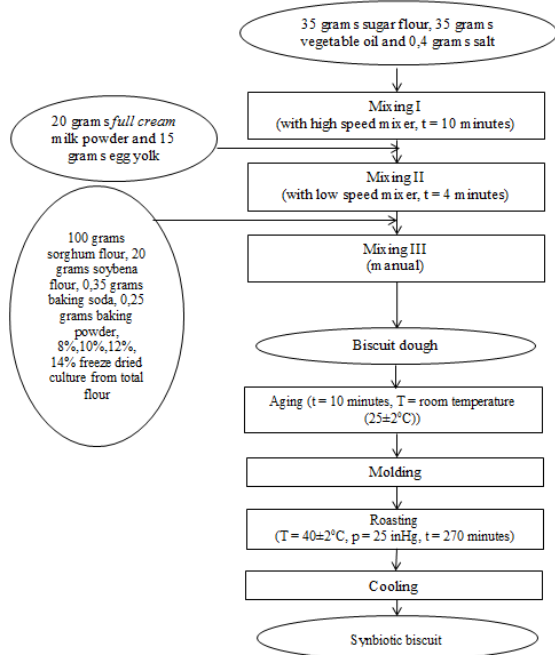 35 grams sugar flour, 35 grams
vegetable oil and 0,4 grams salt
Mixing I
(with high speed mixer, t = 10 minutes)
20 grams full cream
milk powder and 15
grams egg yolk
Mixing II
(with low speed mixer, t = 4 minutes)
100 grams
sorghum flour, 20
grams soybena
flour, 0,35 grams
baking soda, 0,25
grams baking
powder,
8%,10%,12%,
14% freeze dried
culture from total
flour
Mixing III
(manual)
Biscuit dough
Aging (t = 10 minutes, T = room temperature
(25±2⁰C))
Molding
Roasting
(T = 40±2⁰C, p = 25 inHg, t = 270 minutes)
Cooling
Synbiotic biscuit